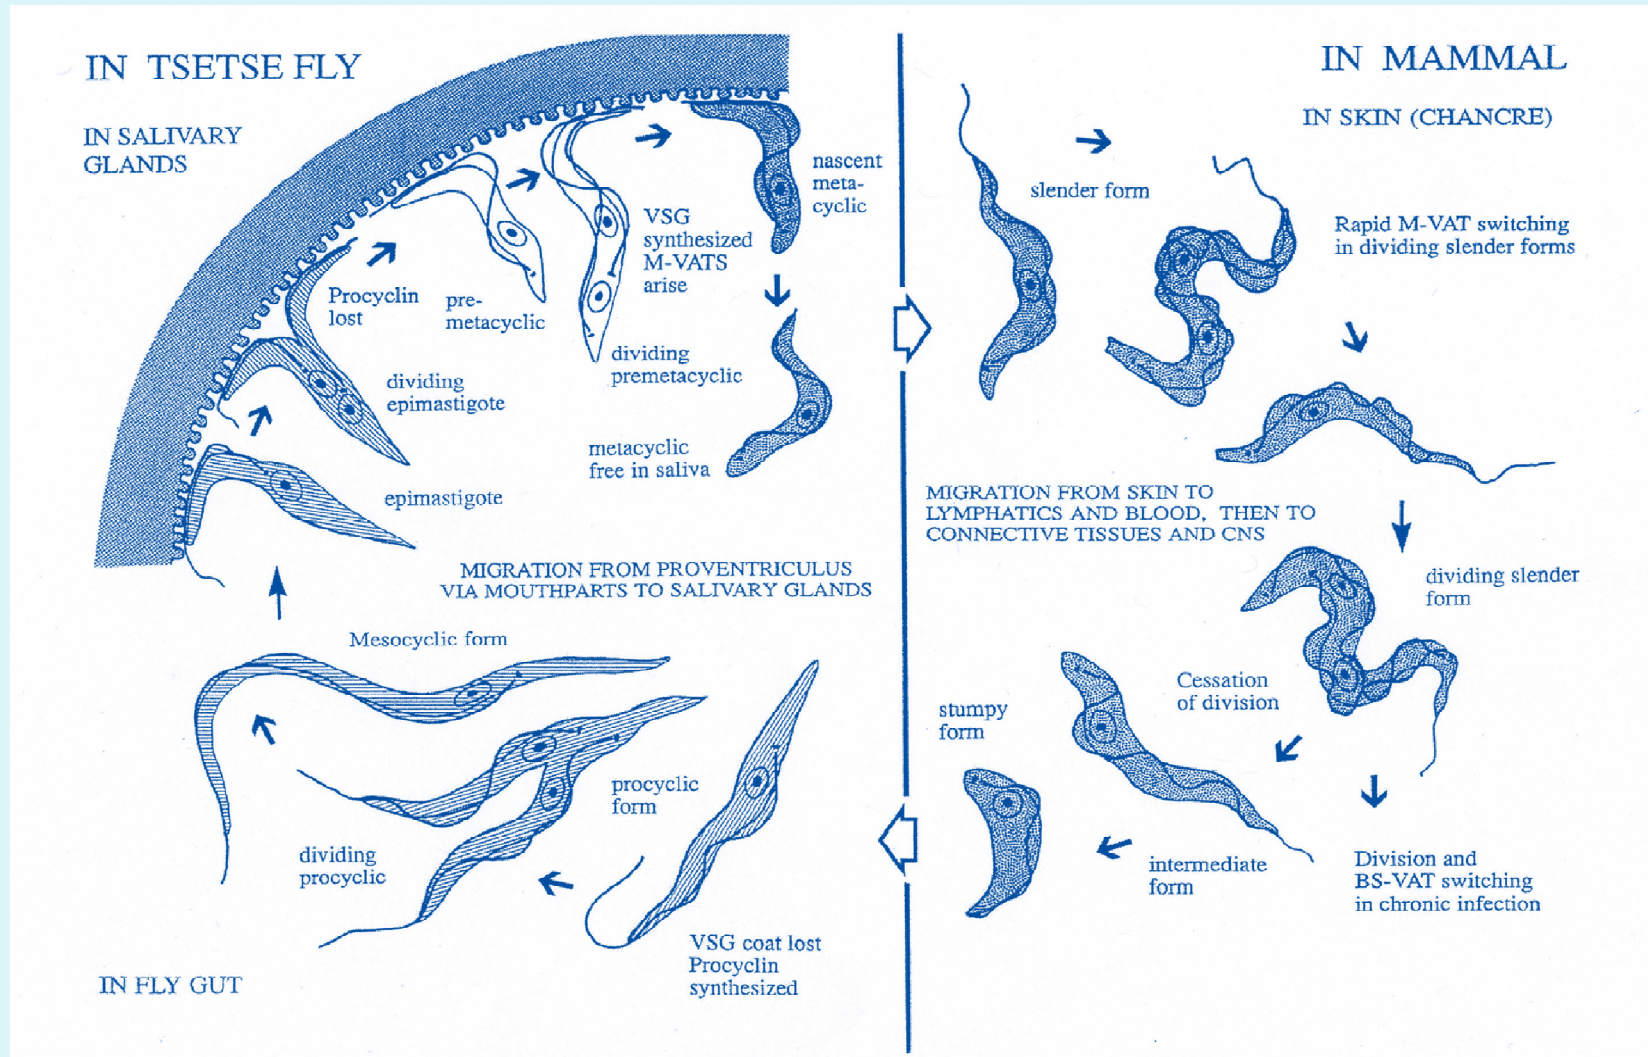 IN TSETSE FLY
IN SALIVARY
GLANDS
nascent
meta-
cyclic
VSG
synthesized
M-VATS
arise
Procyclin
lost
pre-
metacyclic
dividing
premetacyclic
dividing
epimastigote
metacyclic
free in saliva
epimastigote
MIGRATION FROM PROVENTRICULUS
VIA MOUTHPARTS TO SALIVARY GLANDS
Mesocyclic form
procyclic
form
dividing
procyclic
VSG coat lost
Procyclin
synthesized
IN FLY GUT
IN MAMMAL
IN SKIN (CHANCRE)
slender form
Rapid M-VAT switching
in dividing slender forms
MIGRATION FROM SKIN TO
LYMPHATICS AND BLOOD, THEN TO
CONNECTIVE TISSUES AND CNS
dividing slender
form
Cessation
of division
stumpy
form
intermediate
form
Division and
BS-VAT switching
in chronic infection